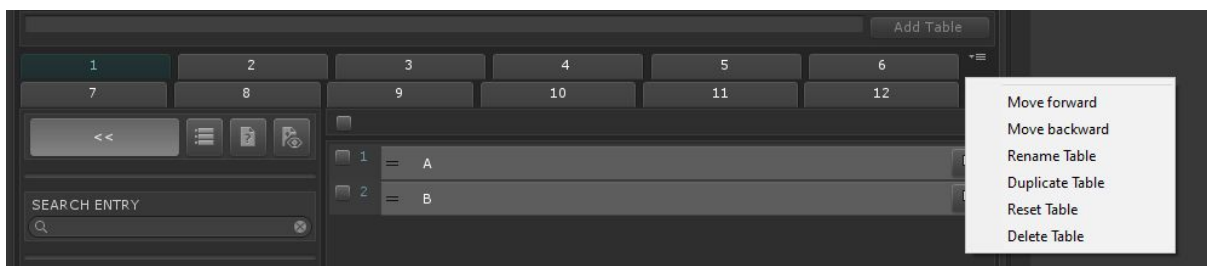 Add Table
1 2 3 4 5 6
7 8 9 10 11 12
<<
1 = A
2 = B
SEARCH ENTRY
Move forward
Move backward
Rename Table
Duplicate Table
Reset Table
Delete Table